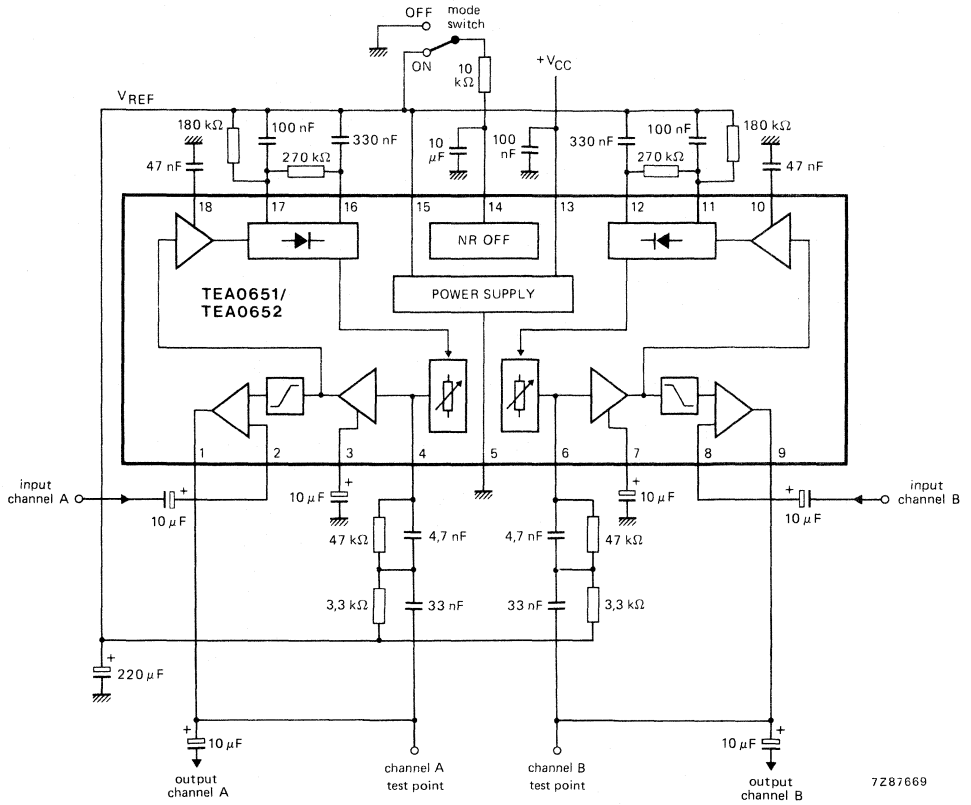 OFF
mode
switch
ON
10
kΩ
+VCC
VREF
180 kΩ
100 nF
330 nF
10
μF
100
nF
330 nF
100 nF
180 kΩ
47 nF
270 kΩ
270 kΩ
47 nF
18
17
16
15
14
13
12
11
10
NR OFF
TEA0651/
TEA0652
POWER SUPPLY
1
2
3
4
5
6
7
8
9
input
channel A
10 μF
10 μF
10 μF
10 μF
input
channel B
47 kΩ
4,7 nF
4,7 nF
47 kΩ
3,3 kΩ
33 nF
33 nF
3,3 kΩ
220 μF
10 μF
10 μF
output
channel A
channel A
test point
channel B
test point
output
channel B
7Z87669